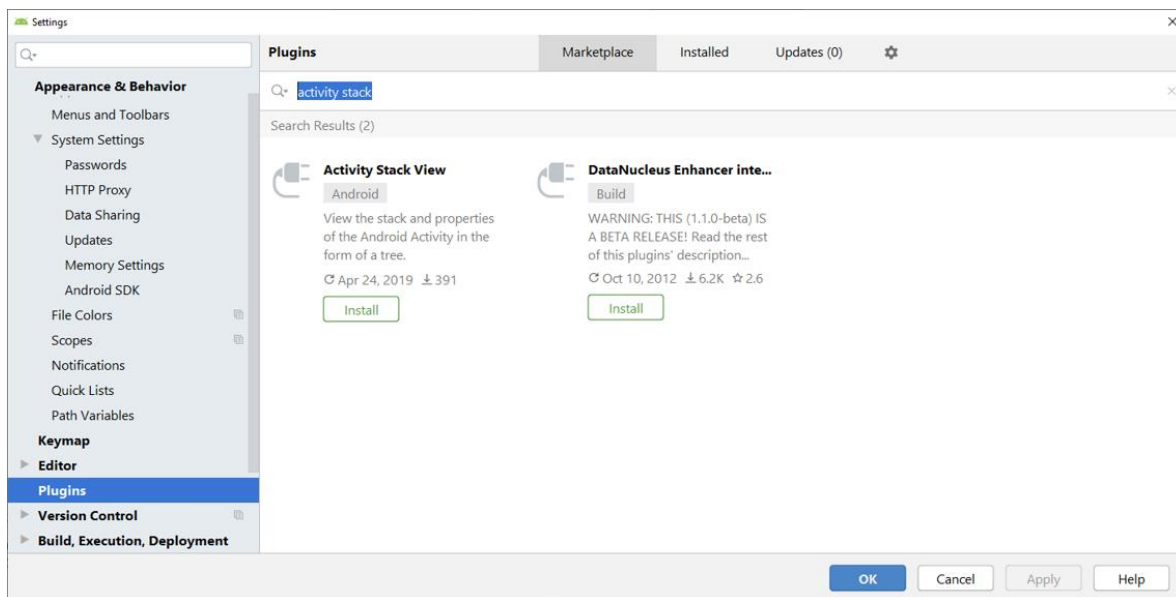 Settings
Plugins
Marketplace
Installed
Updates (0)
activity stack
Search Results (2)
Appearance & Behavior
Menus and Toolbars
System Settings
Passwords
HTTP Proxy
Data Sharing
Updates
Memory Settings
Android SDK
File Colors
Scopes
Notifications
Quick Lists
Path Variables
Keymap
Editor
Plugins
Version Control
Build, Execution, Deployment
Activity Stack View
Android
View the stack and properties
of the Android Activity in the
form of a tree.
Apr 24, 2019 391
Install
DataNucleus Enhancer inte...
Build
WARNING: THIS (1.1.0-beta) IS
A BETA RELEASE! Read the rest
of this plugins' description...
Oct 10, 2012 6.2K 2.6
Install
OK
Cancel
Apply
Help